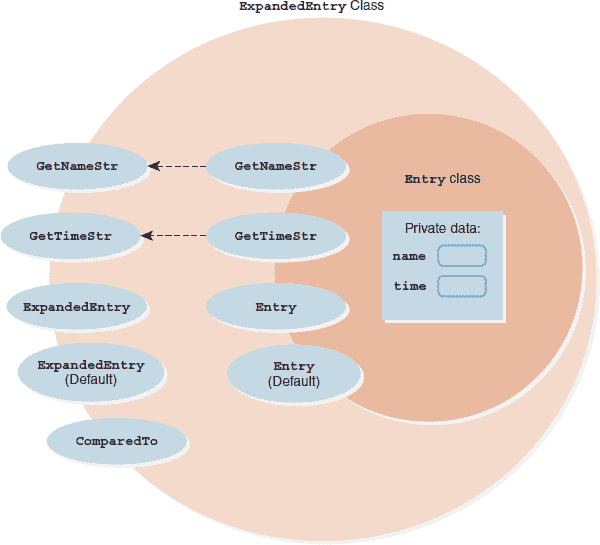 ExpandedEntry Class
GetNameStr
GetNameStr
Entry class
GetTimeStr
GetTimeStr
Private data:
name
time
ExpandedEntry
Entry
ExpandedEntry
(Default)
Entry
(Default)
ComparedTo